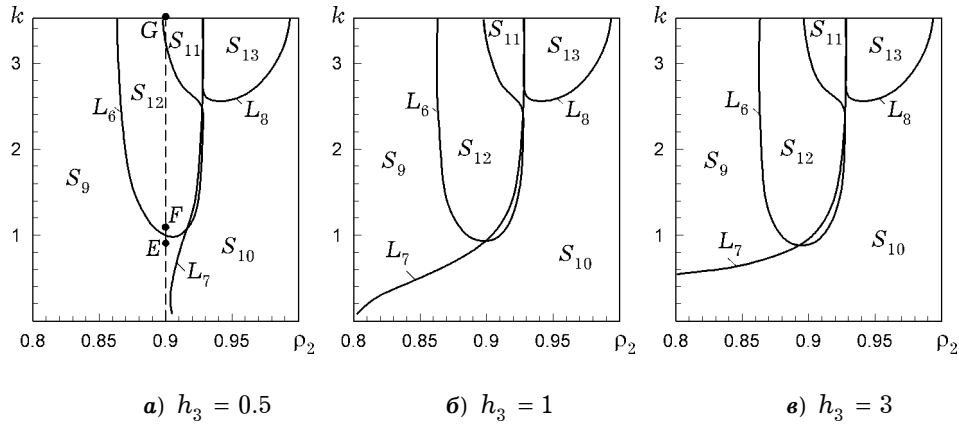 k
G
S₁₁
S₁₃
3
S₁₂
L₆
L₈
2
S₉
F
1
E
S₁₀
L₇
0.8
0.85
0.9
0.95
ρ₂
а) h₃ = 0.5
k
S₁₁
S₁₃
3
L₆
L₈
S₁₂
2
S₉
1
L₇
S₁₀
0.8
0.85
0.9
0.95
ρ₂
б) h₃ = 1
k
S₁₁
S₁₃
3
L₆
L₈
S₁₂
2
S₉
1
L₇
S₁₀
0.8
0.85
0.9
0.95
ρ₂
в) h₃ = 3